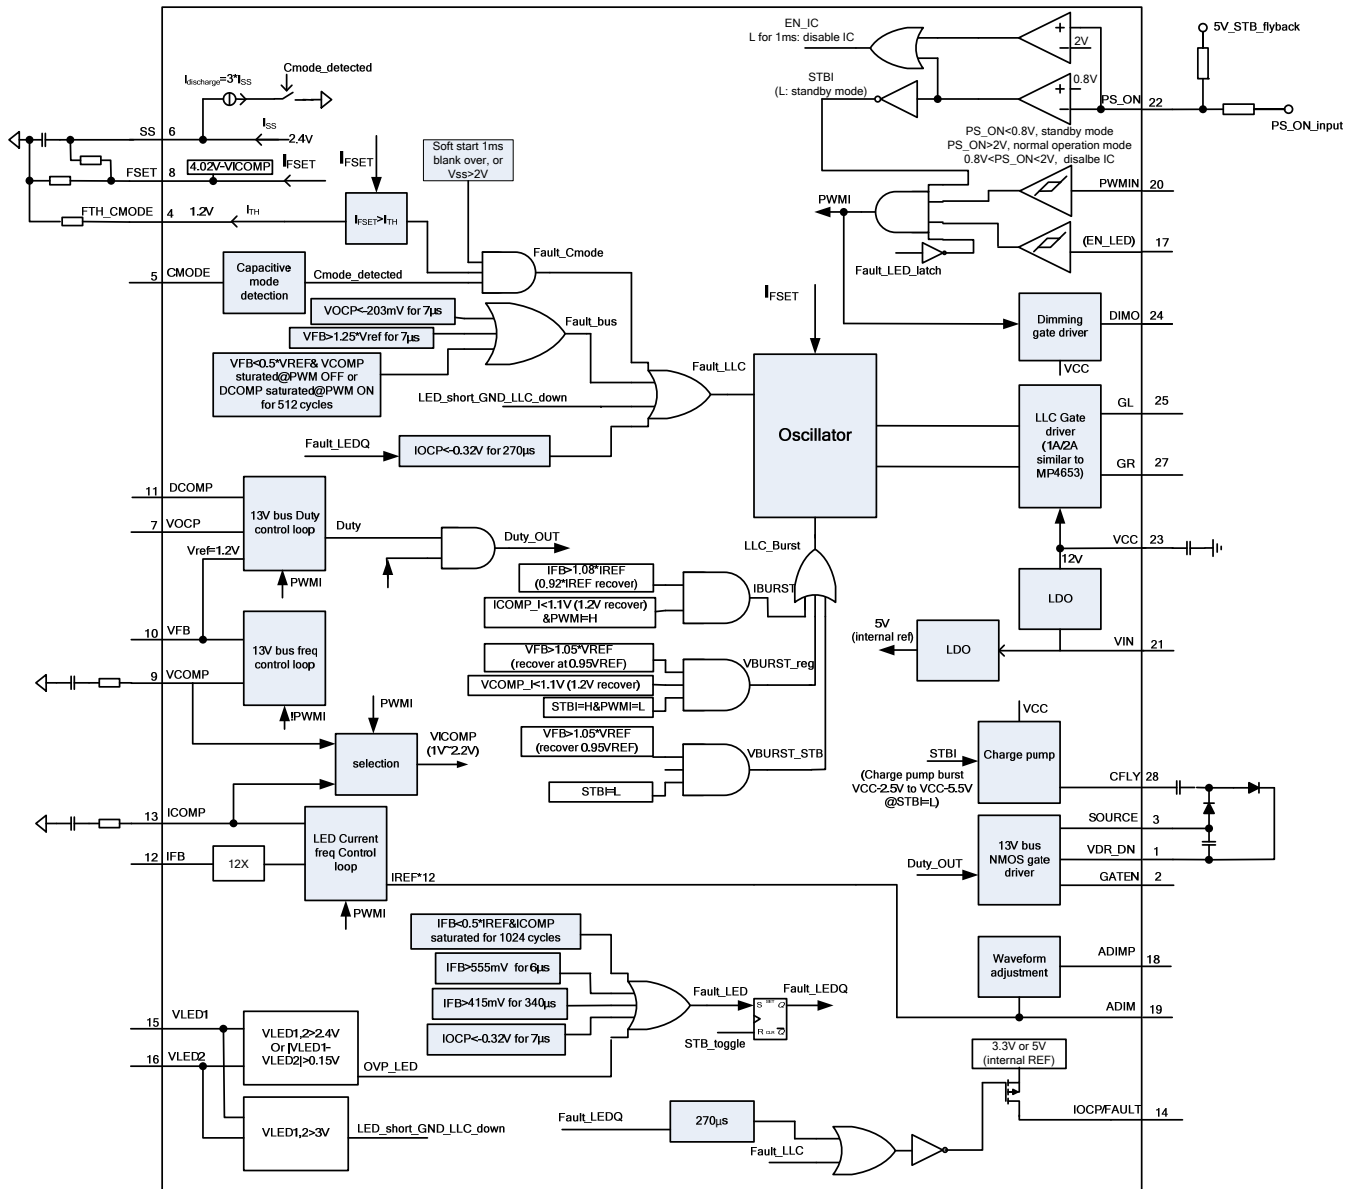 EN_IC
L for 1ms: disable IC
5V_STB_flyback
2V
Cmode_detected
Idischarge=3*ISS
STBI
(L: standby mode)
0.8V
PS_ON
22
PS_ON_input
ISS
SS
6
2.4V
PS_ON<0.8V, standby mode
PS_ON>2V, normal operation mode
0.8V<PS_ON<2V, disalbe IC
Soft start 1ms
blank over, or
Vss>2V
IFSET
FSET
8
4.02V-VICOMP
IFSET
PWMIN
20
PWMI
FTH_CMODE
4
1.2V
ITH
IFSET>ITH
(EN_LED)
17
Fault_LED_latch
Fault_Cmode
5
CMODE
Capacitive
mode
detection
Cmode_detected
IFSET
VOCP<-203mV for 7µs
Fault_bus
VFB>1.25*Vref for 7µs
Dimming
gate driver
DIMO
24
VCC
VFB<0.5*VREF& VCOMP
sturated@PWM OFF or
DCOMP saturated@PWM ON
for 512 cycles
Fault_LLC
LED_short_GND_LLC_down
Oscillator
LLC Gate
driver
(1A/2A
similar to
MP4653)
GL
25
GR
27
Fault_LEDQ
IOCP<-0.32V for 270µs
11
DCOMP
13V bus Duty
control loop
7
VOCP
Duty
Duty_OUT
Vref=1.2V
PWMI
LLC_Burst
VCC
23
12V
IFB>1.08*IREF
(0.92*IREF recover)
IBURST
ICOMP_I<1.1V (1.2V recover)
&PWMI=H
LDO
5V
(internal ref)
LDO
VIN
21
10
VFB
13V bus freq
control loop
VFB>1.05*VREF
(recover at 0.95VREF)
VBURST_reg
VCOMP_I<1.1V (1.2V recover)
STBI=H&PWMI=L
9
VCOMP
!PWMI
PWMI
VFB>1.05*VREF
(recover 0.95VREF)
VBURST_STB
STBI=L
selection
VICOMP
(1V~2.2V)
VCC
STBI
Charge pump
(Charge pump burst
VCC-2.5V to VCC-5.5V
@STBI=L)
CFLY
28
13
ICOMP
LED Current
freq Control
loop
12
IFB
12X
IREF*12
PWMI
SOURCE
3
13V bus
NMOS gate
driver
VDR_DN
1
Duty_OUT
GATEN
2
IFB<0.5*IREF&ICOMP
saturated for 1024 cycles
IFB>555mV for 6µs
IFB>415mV for 340µs
IOCP<-0.32V for 7µs
Waveform
adjustment
ADIMP
18
Fault_LED
Fault_LEDQ
S SET Q
R CLR Q
STB_toggle
ADIM
19
15
VLED1
16
VLED2
VLED1,2>2.4V
Or |VLED1-
VLED2|>0.15V
OVP_LED
3.3V or 5V
(internal REF)
VLED1,2>3V
LED_short_GND_LLC_down
Fault_LEDQ
270µs
Fault_LLC
IOCP/FAULT
14